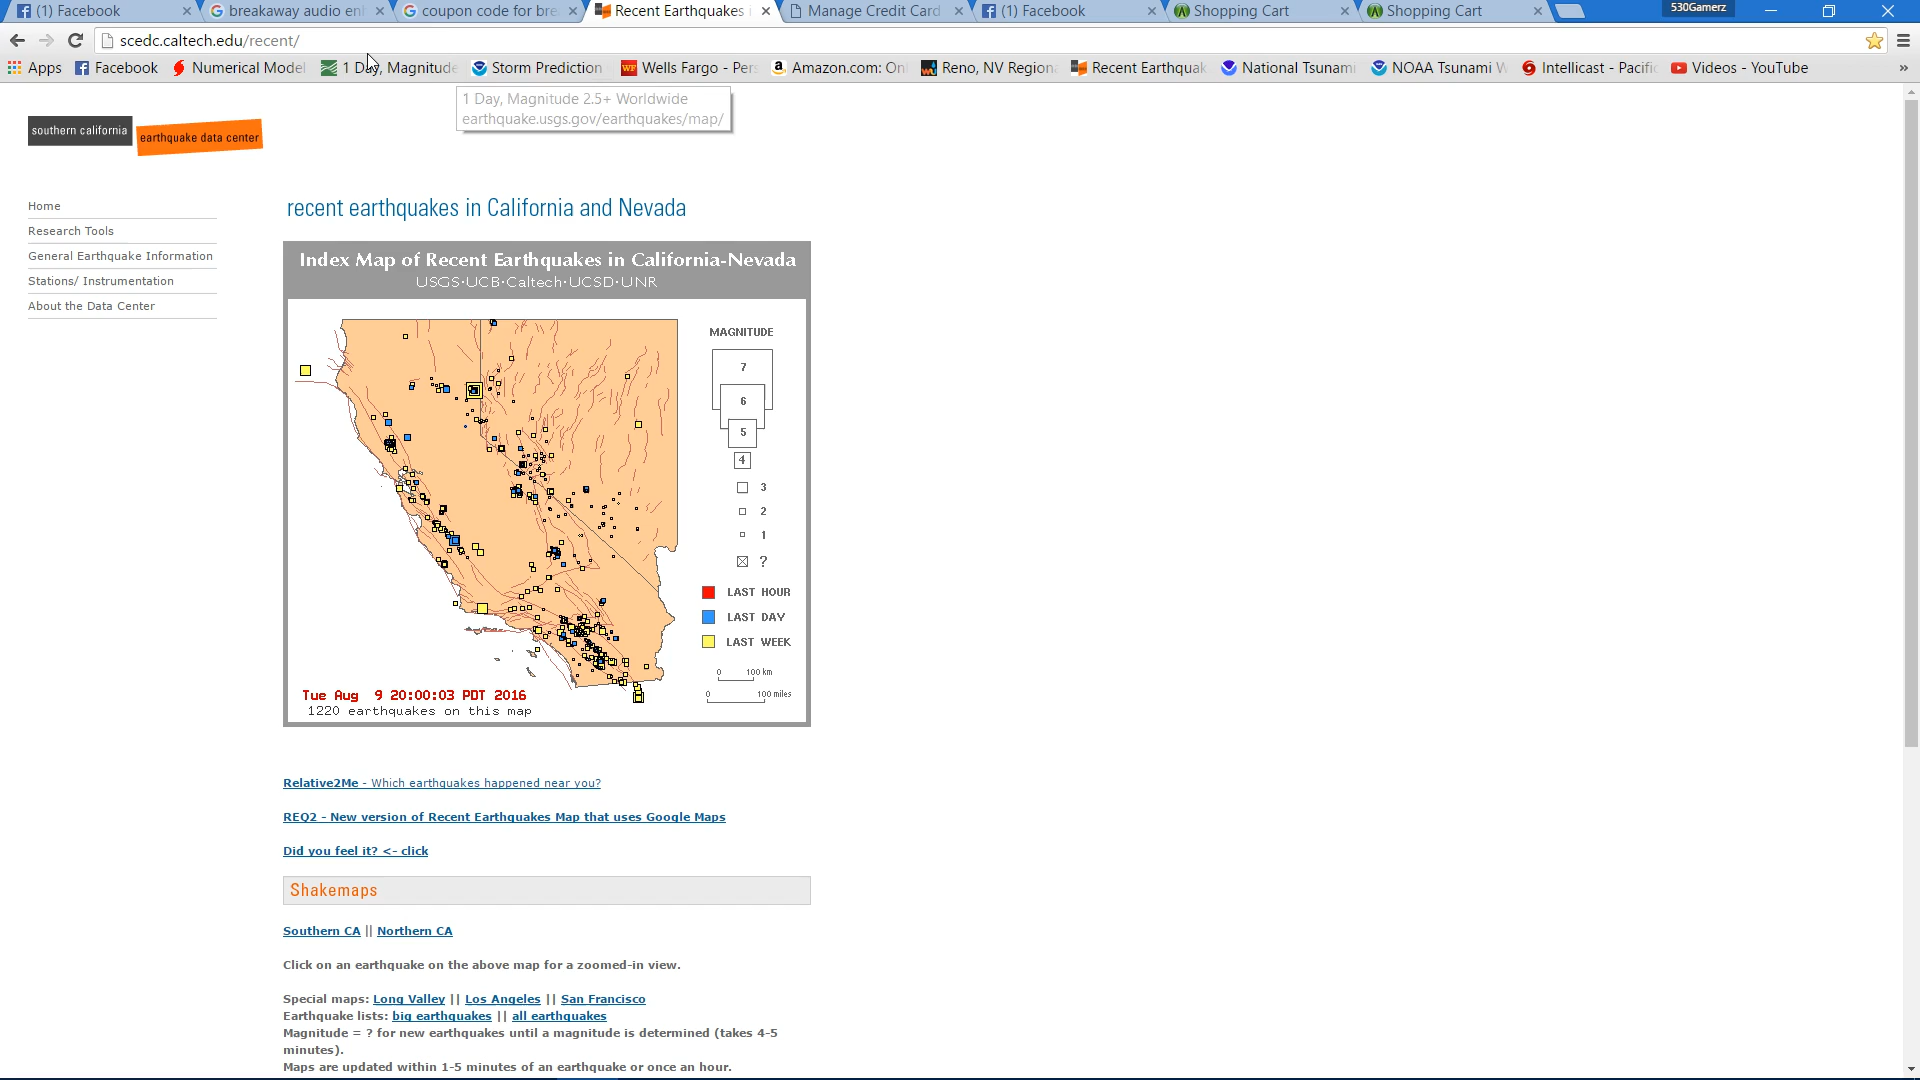 (1) Facebook
breakaway audio en
coupon code for bre
Recent Earthquakes i
Manage Credit Card
(1) Facebook
Shopping Cart
Shopping Cart
530Gamerz
scedc.caltech.edu/recent/
Apps
Facebook
Numerical Model
1 Day, Magnitude
Storm Prediction
Wells Fargo - Pers
Amazon.com: On
Reno, NV Regiona
Recent Earthquak
National Tsunami
NOAA Tsunami W
Intellicast - Pacific
Videos - YouTube
»
1 Day, Magnitude 2.5+ Worldwide
earthquake.usgs.gov/earthquakes/map/
southern california
earthquake data center
Home
Research Tools
General Earthquake Information
Stations/ Instrumentation
About the Data Center
recent earthquakes in California and Nevada
Index Map of Recent Earthquakes in California-Nevada
USGS·UCB·Caltech·UCSD·UNR
MAGNITUDE
7
6
5
4
3
2
1
?
LAST HOUR
LAST DAY
LAST WEEK
0 100 km
0 100 miles
Tue Aug 9 20:00:03 PDT 2016
1220 earthquakes on this map
Relative2Me - Which earthquakes happened near you?
REQ2 - New version of Recent Earthquakes Map that uses Google Maps
Did you feel it? <- click
Shakemaps
Southern CA || Northern CA
Click on an earthquake on the above map for a zoomed-in view.
Special maps: Long Valley || Los Angeles || San Francisco
Earthquake lists: big earthquakes || all earthquakes
Magnitude = ? for new earthquakes until a magnitude is determined (takes 4-5
minutes).
Maps are updated within 1-5 minutes of an earthquake or once an hour.